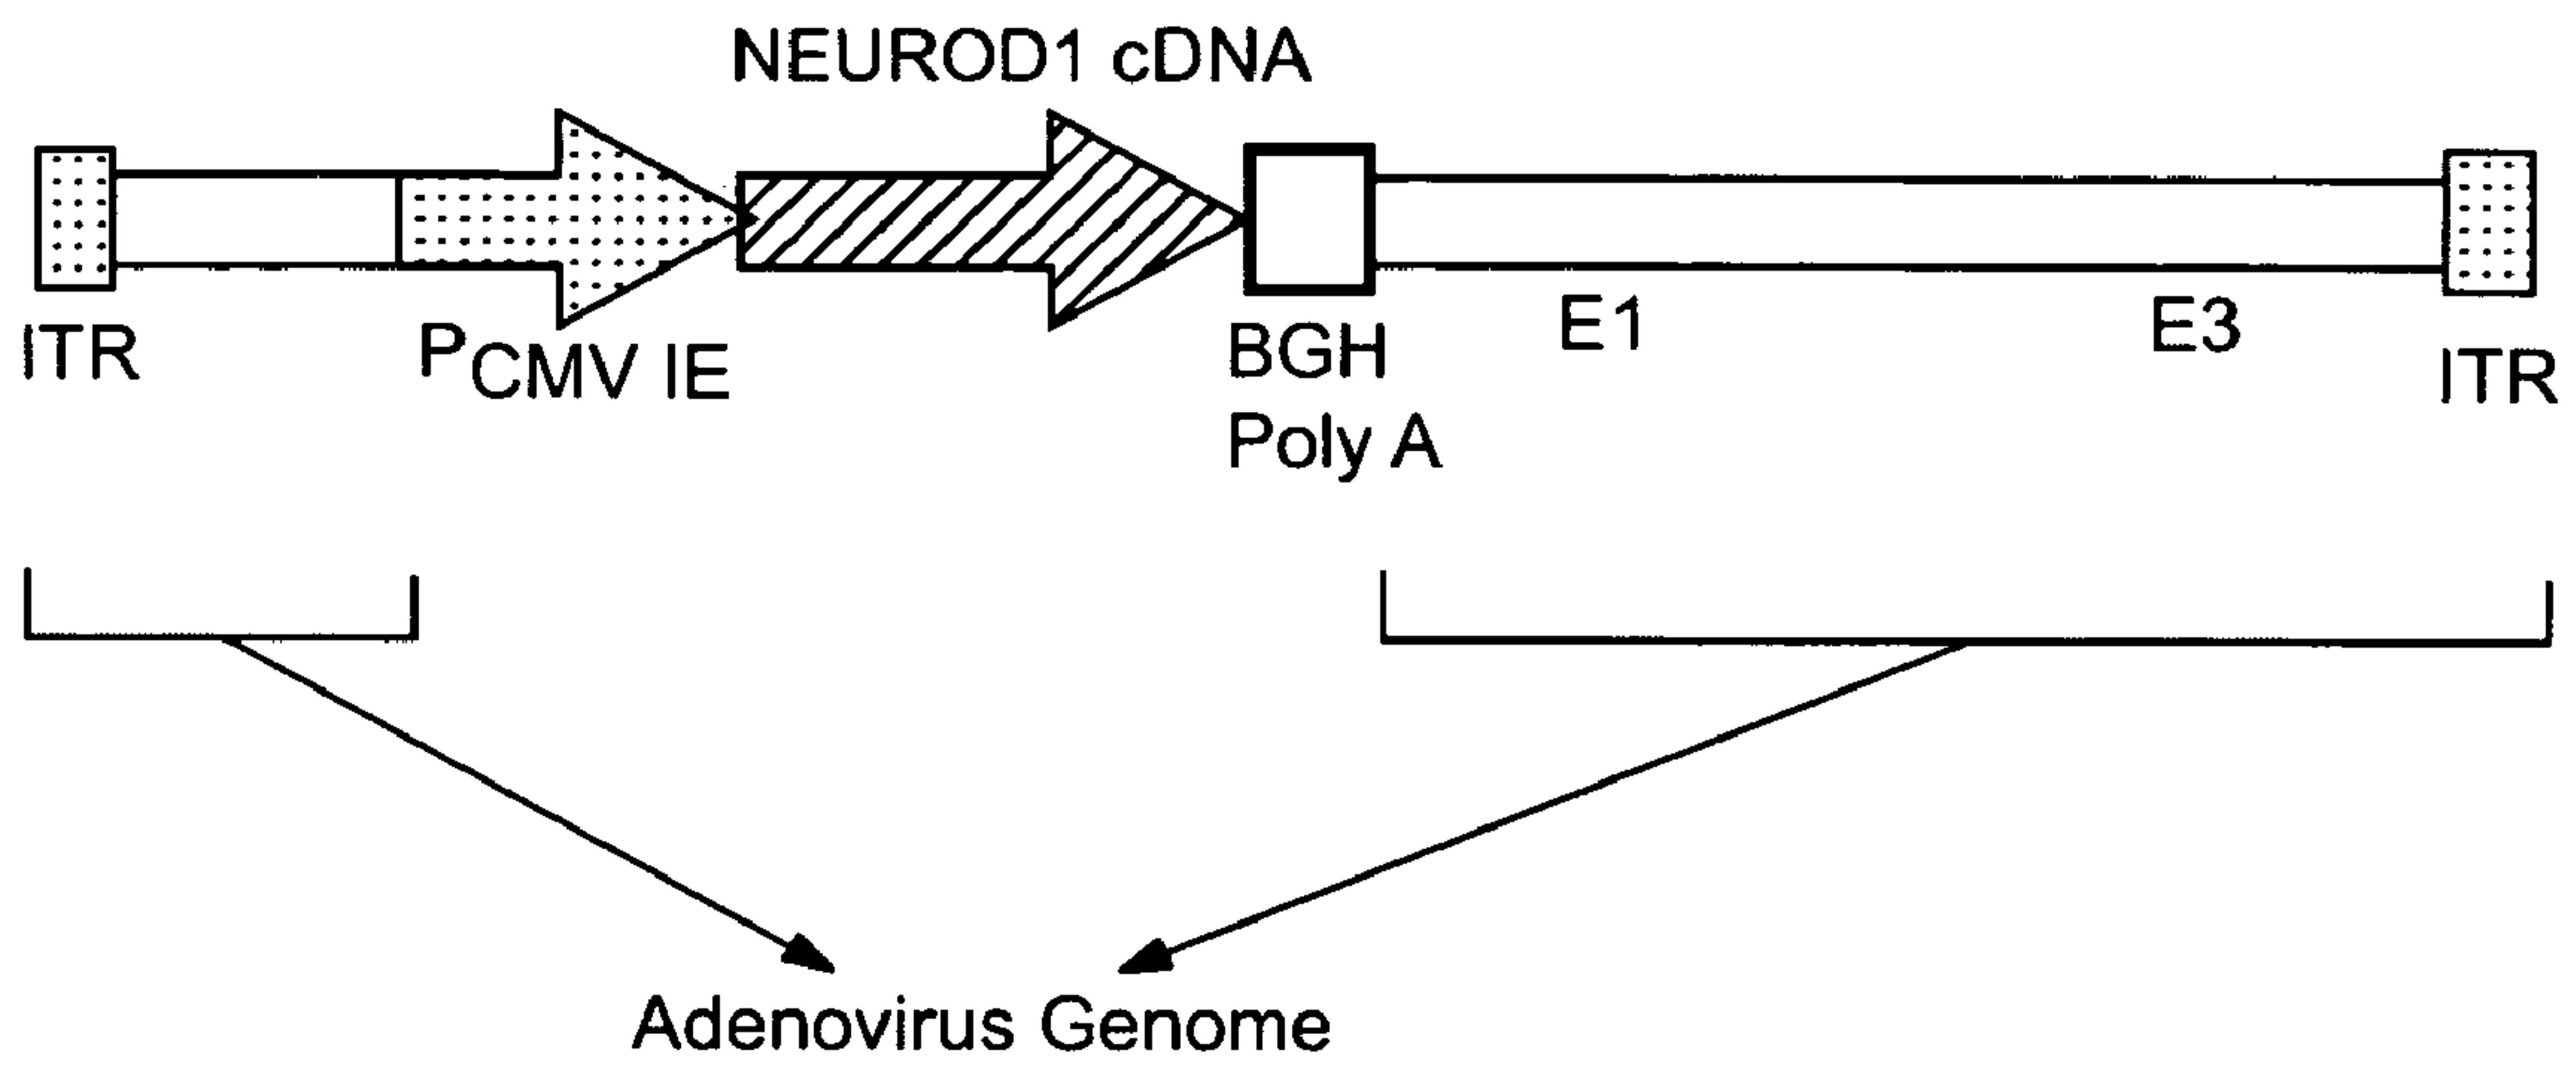 NEUROD1 cDNA
ITR
PCMV IE
BGH
Poly A
E1
E3
ITR
Adenovirus Genome